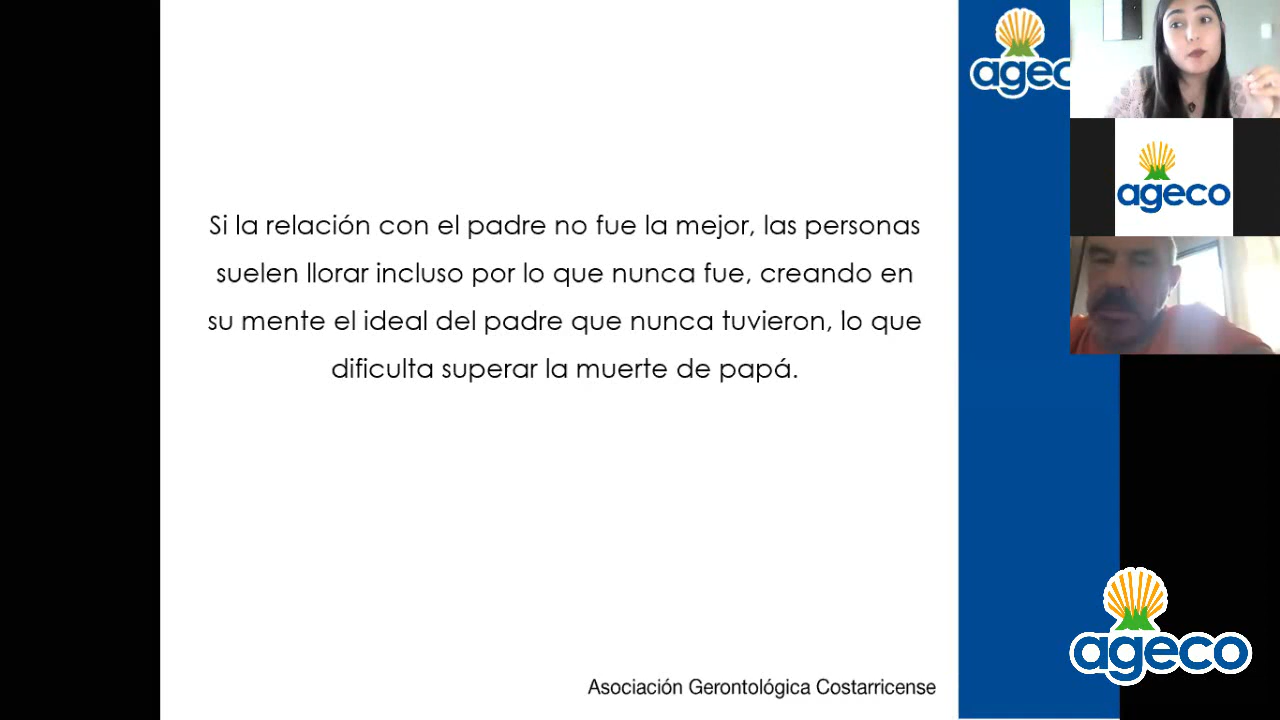 Si la relación con el padre no fue la mejor, las personas
suelen llorar incluso por lo que nunca fue, creando en
su mente el ideal del padre que nunca tuvieron, lo que
dificulta superar la muerte de papá.
Asociación Gerontológica Costarricense
agec
ageco
ageco